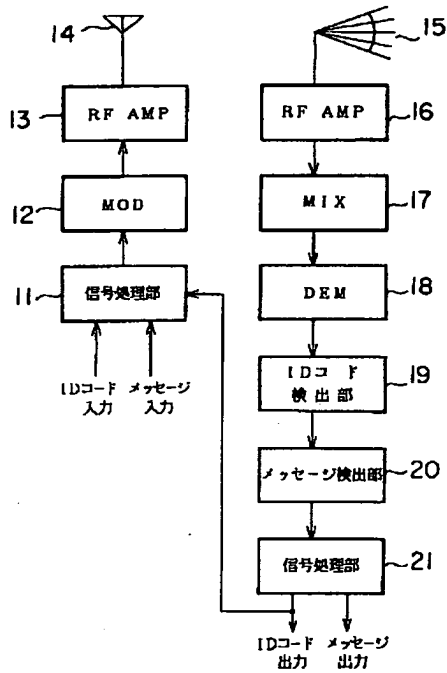 14
15
13
RF AMP
RF AMP
16
12
MOD
MIX
17
11
信号処理部
DEM
18
IDコード
入力
メッセージ
入力
IDコード
検出部
19
メッセージ検出部
20
信号処理部
21
IDコード
出力
メッセージ
出力